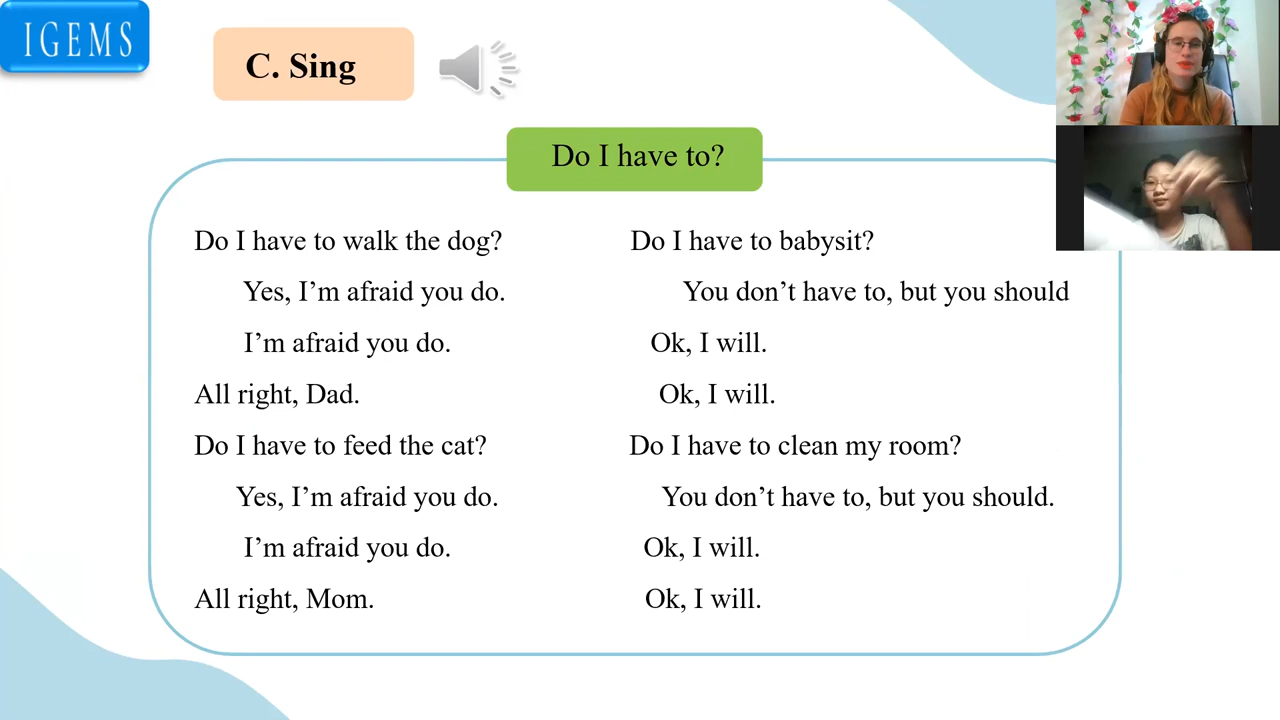 IGEMS
C. Sing
Do I have to?
Do I have to walk the dog?
Yes, I’m afraid you do.
I’m afraid you do.
All right, Dad.
Do I have to feed the cat?
Yes, I’m afraid you do.
I’m afraid you do.
All right, Mom.
Do I have to babysit?
You don’t have to, but you should
Ok, I will.
Ok, I will.
Do I have to clean my room?
You don’t have to, but you should.
Ok, I will.
Ok, I will.